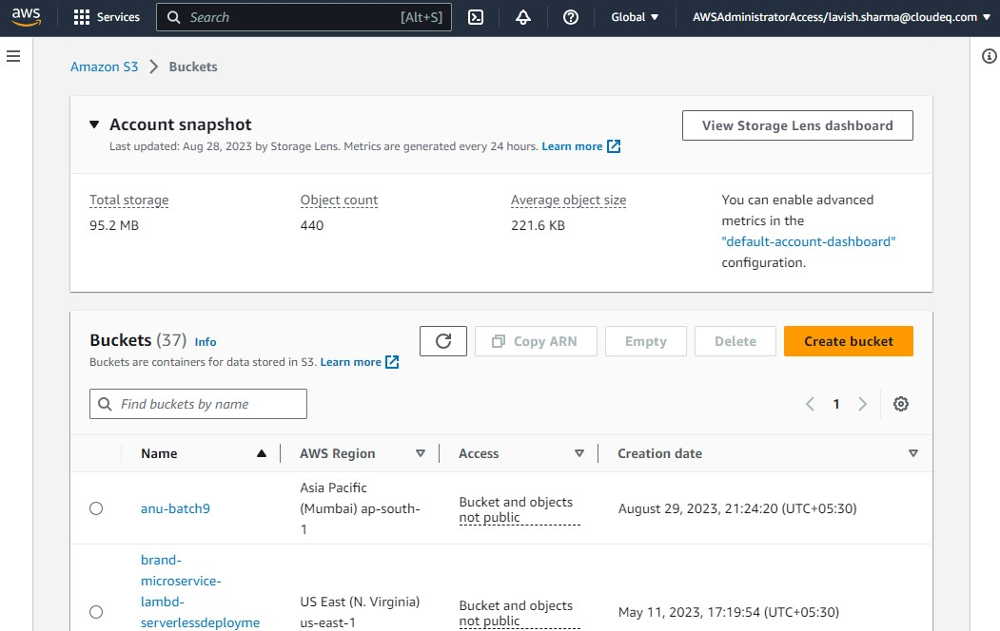 aws Services Search [Alt+S] Global AWSAdministratorAccess/lavish.sharma@cloudeq.com
Amazon S3 > Buckets
Account snapshot
View Storage Lens dashboard
Last updated: Aug 28, 2023 by Storage Lens. Metrics are generated every 24 hours. Learn more
Total storage
95.2 MB
Object count
440
Average object size
221.6 KB
You can enable advanced
metrics in the
"default-account-dashboard"
configuration.
Buckets (37) Info
Buckets are containers for data stored in S3. Learn more
Copy ARN Empty Delete Create bucket
Find buckets by name
1
Name AWS Region Access Creation date
anu-batch9
Asia Pacific
(Mumbai) ap-south-
1
Bucket and objects
not public
August 29, 2023, 21:24:20 (UTC+05:30)
brand-
microservice-
lambd-
serverlessdeployme
US East (N. Virginia)
us-east-1
Bucket and objects
not public
May 11, 2023, 17:19:54 (UTC+05:30)